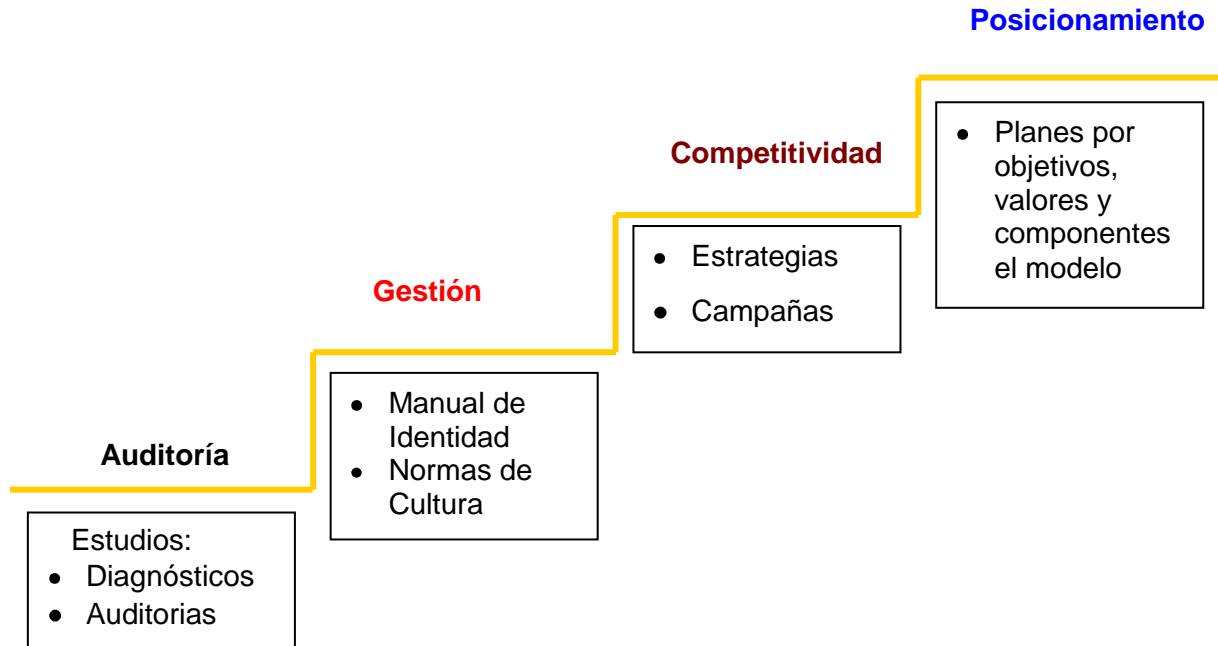 Posicionamiento
• Planes por
objetivos,
valores y
componentes
el modelo
Competitividad
• Estrategias
• Campañas
Gestión
• Manual de
Identidad
• Normas de
Cultura
Auditoría
Estudios:
• Diagnósticos
• Auditorias